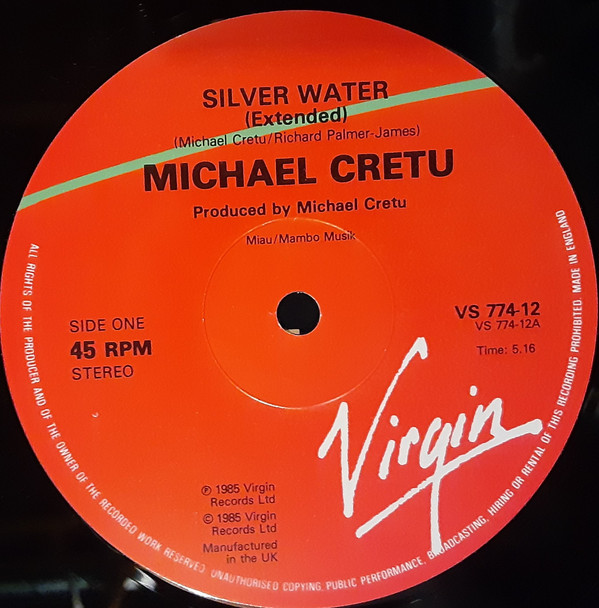 SILVER WATER
(Extended)
(Michael Cretu/Richard Palmer-James)
MICHAEL CRETU
Produced by Michael Cretu
Miau/Mambo Musik
SIDE ONE
45 RPM
STEREO
VS 774-12
VS 774-12A
Time: 5.16
Virgin
℗ 1985 Virgin
Records Ltd
© 1985 Virgin
Records Ltd
Manufactured
in the UK
ALL RIGHTS OF THE PRODUCER AND OF THE OWNER OF THE RECORDED WORK RESERVED. UNAUTHORISED COPYING, PUBLIC PERFORMANCE, BROADCASTING, HIRING OR RENTAL OF THIS RECORDING PROHIBITED. MADE IN ENGLAND